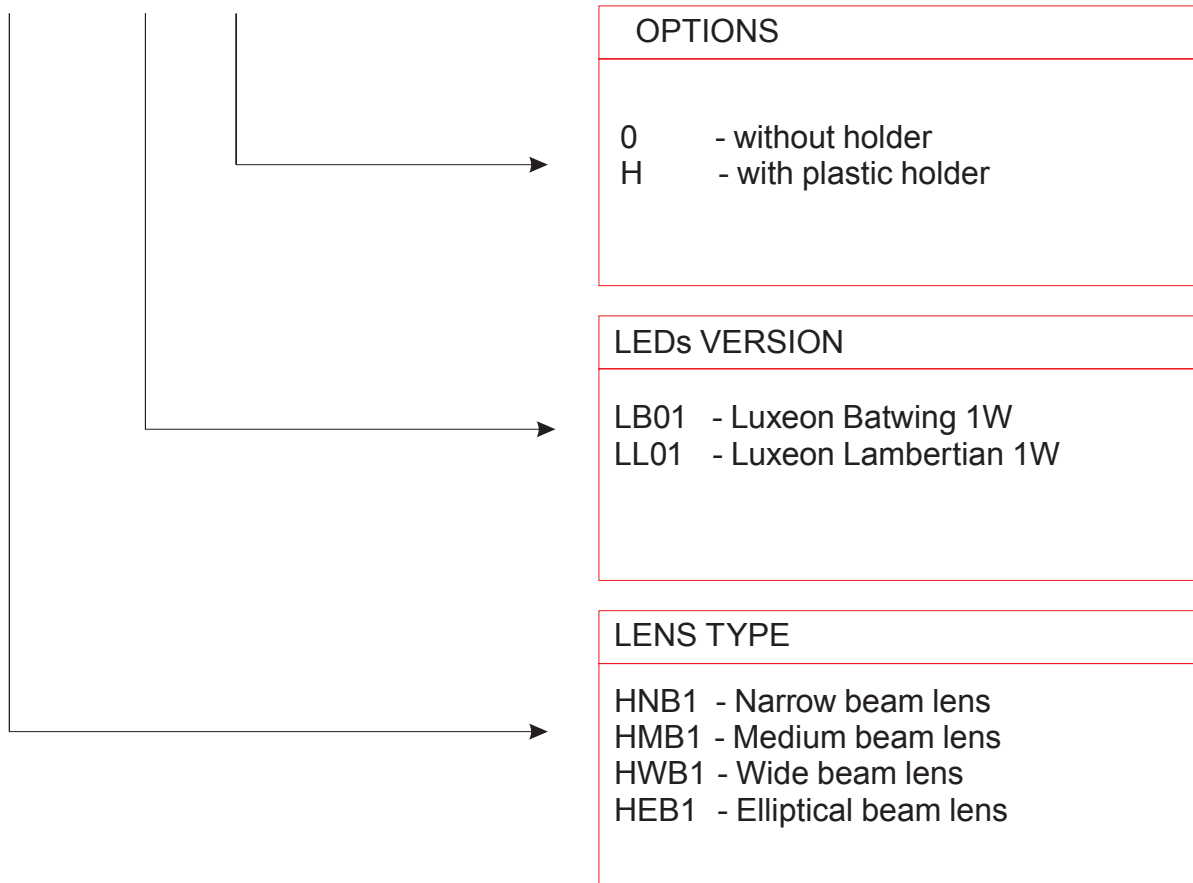 OPTIONS
0 - without holder
H - with plastic holder
LEDs VERSION
LB01 - Luxeon Batwing 1W
LL01 - Luxeon Lambertian 1W
LENS TYPE
HNB1 - Narrow beam lens
HMB1 - Medium beam lens
HWB1 - Wide beam lens
HEB1 - Elliptical beam lens